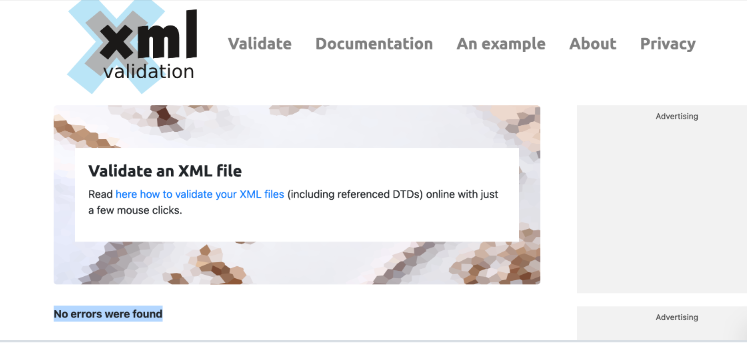 xml
validation
Validate Documentation An example About Privacy
Advertising
Validate an XML file
Read here how to validate your XML files (including referenced DTDs) online with just
a few mouse clicks.
No errors were found
Advertising